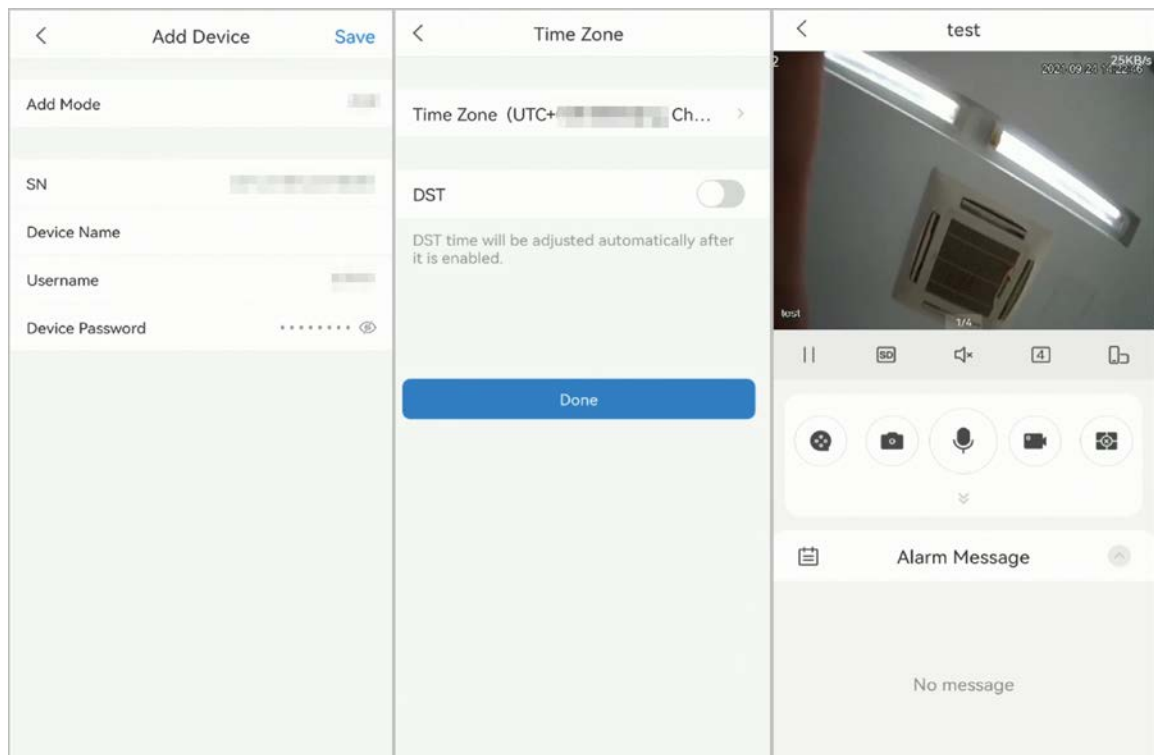 Add Device
Save
Add Mode
SN
Device Name
Username
Device Password
Time Zone
Time Zone (UTC+ Ch...
DST
DST time will be adjusted automatically after
it is enabled.
Done
test
25KB/s
test
1/4
SD
4
Alarm Message
No message